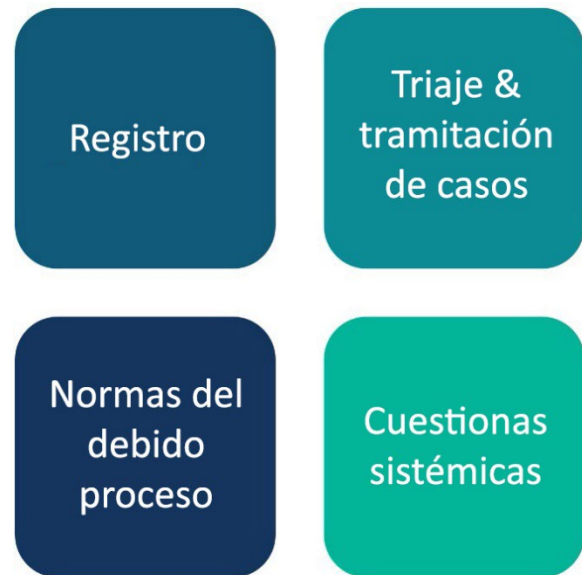 Registro
Triaje &
tramitación
de casos
Normas del
debido
proceso
Cuestionas
sistémicas